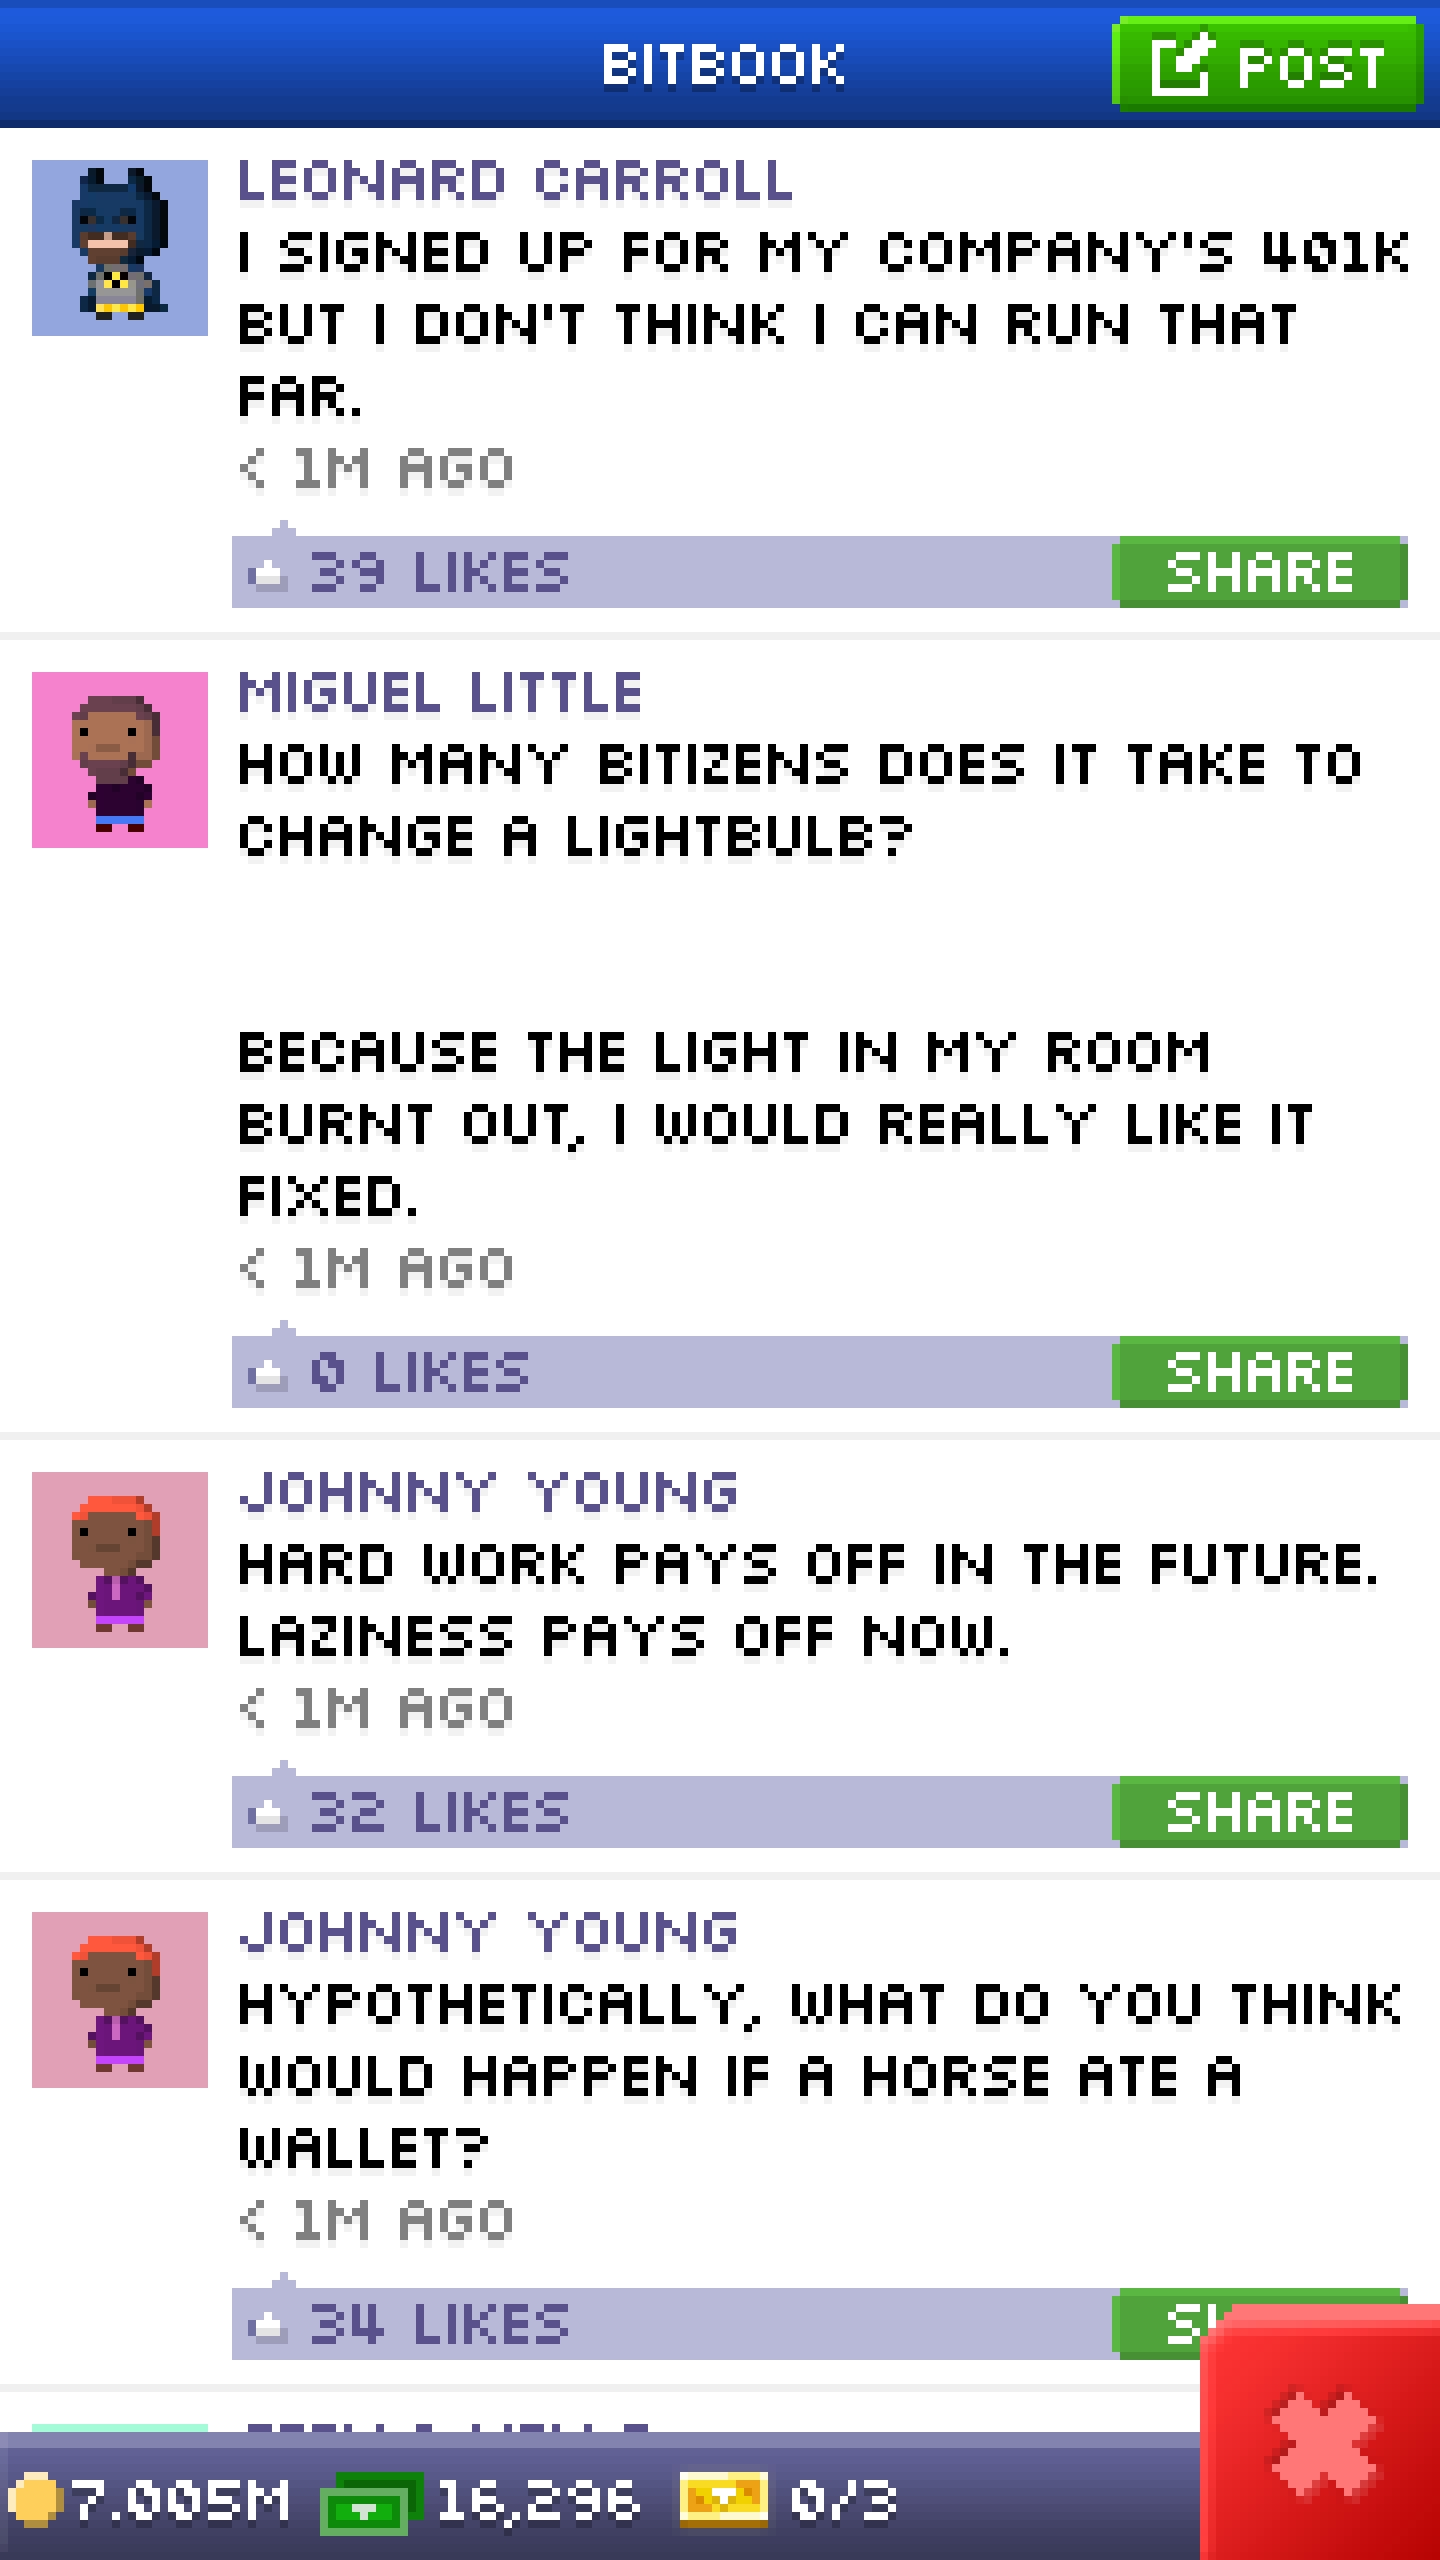 BITBOOK
POST
LEONARD CARROLL
I SIGNED UP FOR MY COMPANY'S 401K
BUT I DON'T THINK I CAN RUN THAT
FAR.
< 1M AGO
39 LIKES
SHARE
MIGUEL LITTLE
HOW MANY BITIZENS DOES IT TAKE TO
CHANGE A LIGHTBULB?
BECAUSE THE LIGHT IN MY ROOM
BURNT OUT, I WOULD REALLY LIKE IT
FIXED.
< 1M AGO
0 LIKES
SHARE
JOHNNY YOUNG
HARD WORK PAYS OFF IN THE FUTURE.
LAZINESS PAYS OFF NOW.
< 1M AGO
32 LIKES
SHARE
JOHNNY YOUNG
HYPOTHETICALLY, WHAT DO YOU THINK
WOULD HAPPEN IF A HORSE ATE A
WALLET?
< 1M AGO
34 LIKES
7.005M
16,296
0/3